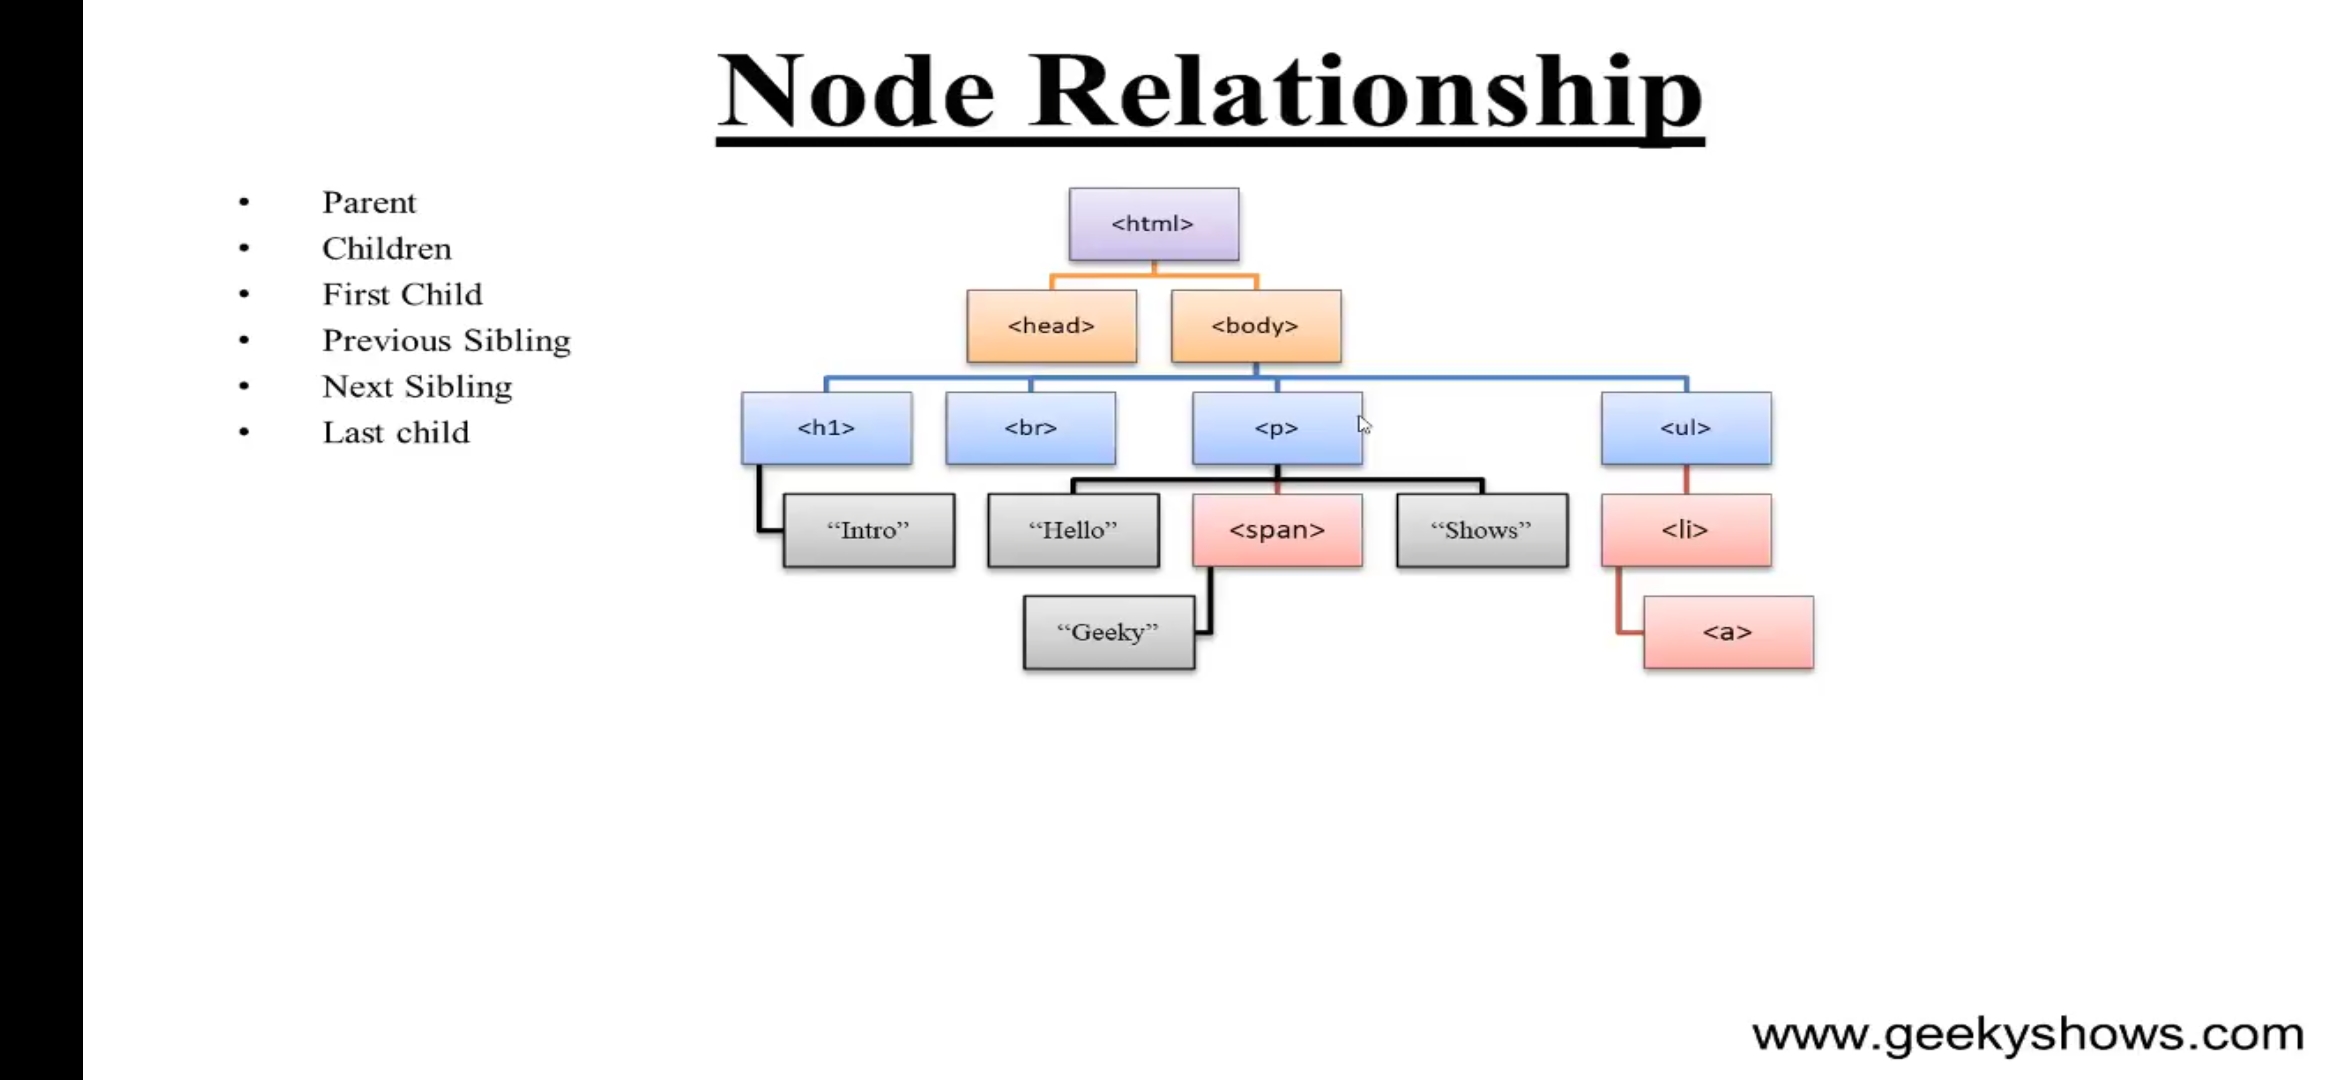 Node Relationship
• Parent
• Children
• First Child
• Previous Sibling
• Next Sibling
• Last child
<html>
<head> <body>
<h1> <br> <p> <ul>
“Intro” “Hello” <span> “Shows” <li>
“Geeky” <a>
www.geekyshows.com